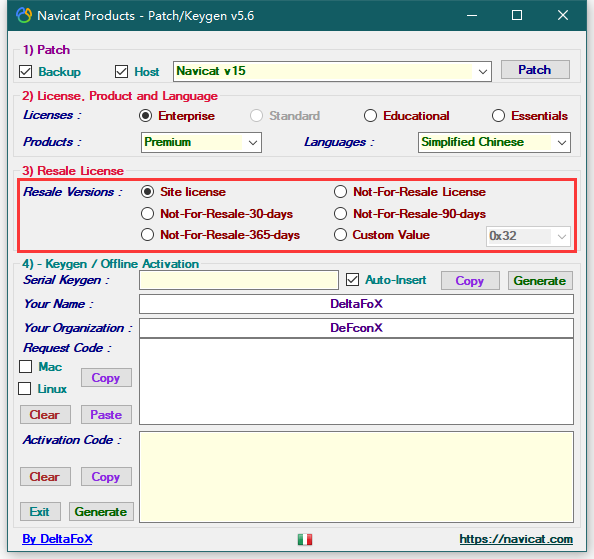 Navicat Products - Patch/Keygen v5.6
1) Patch
Backup Host Navicat v15 Patch
2) License, Product and Language
Licenses : Enterprise Standard Educational Essentials
Products : Premium Languages : Simplified Chinese
3) Resale License
Resale Versions : Site license Not-For-Resale License
Not-For-Resale-30-days Not-For-Resale-90-days
Not-For-Resale-365-days Custom Value 0x32
4) - Keygen / Offline Activation
Serial Keygen : Auto-Insert Copy Generate
Your Name : DeltaFoX
Your Organization : DeFconX
Request Code :
Mac
Copy
Linux
Clear Paste
Activation Code :
Clear Copy
Exit Generate
By DeltaFoX https://navicat.com